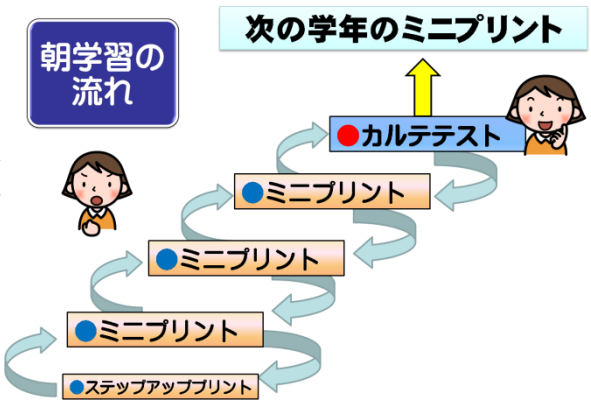 次の学年のミニプリント
朝学習の
流れ
●カルテテスト
●ミニプリント
●ミニプリント
●ミニプリント
●ステップアッププリント